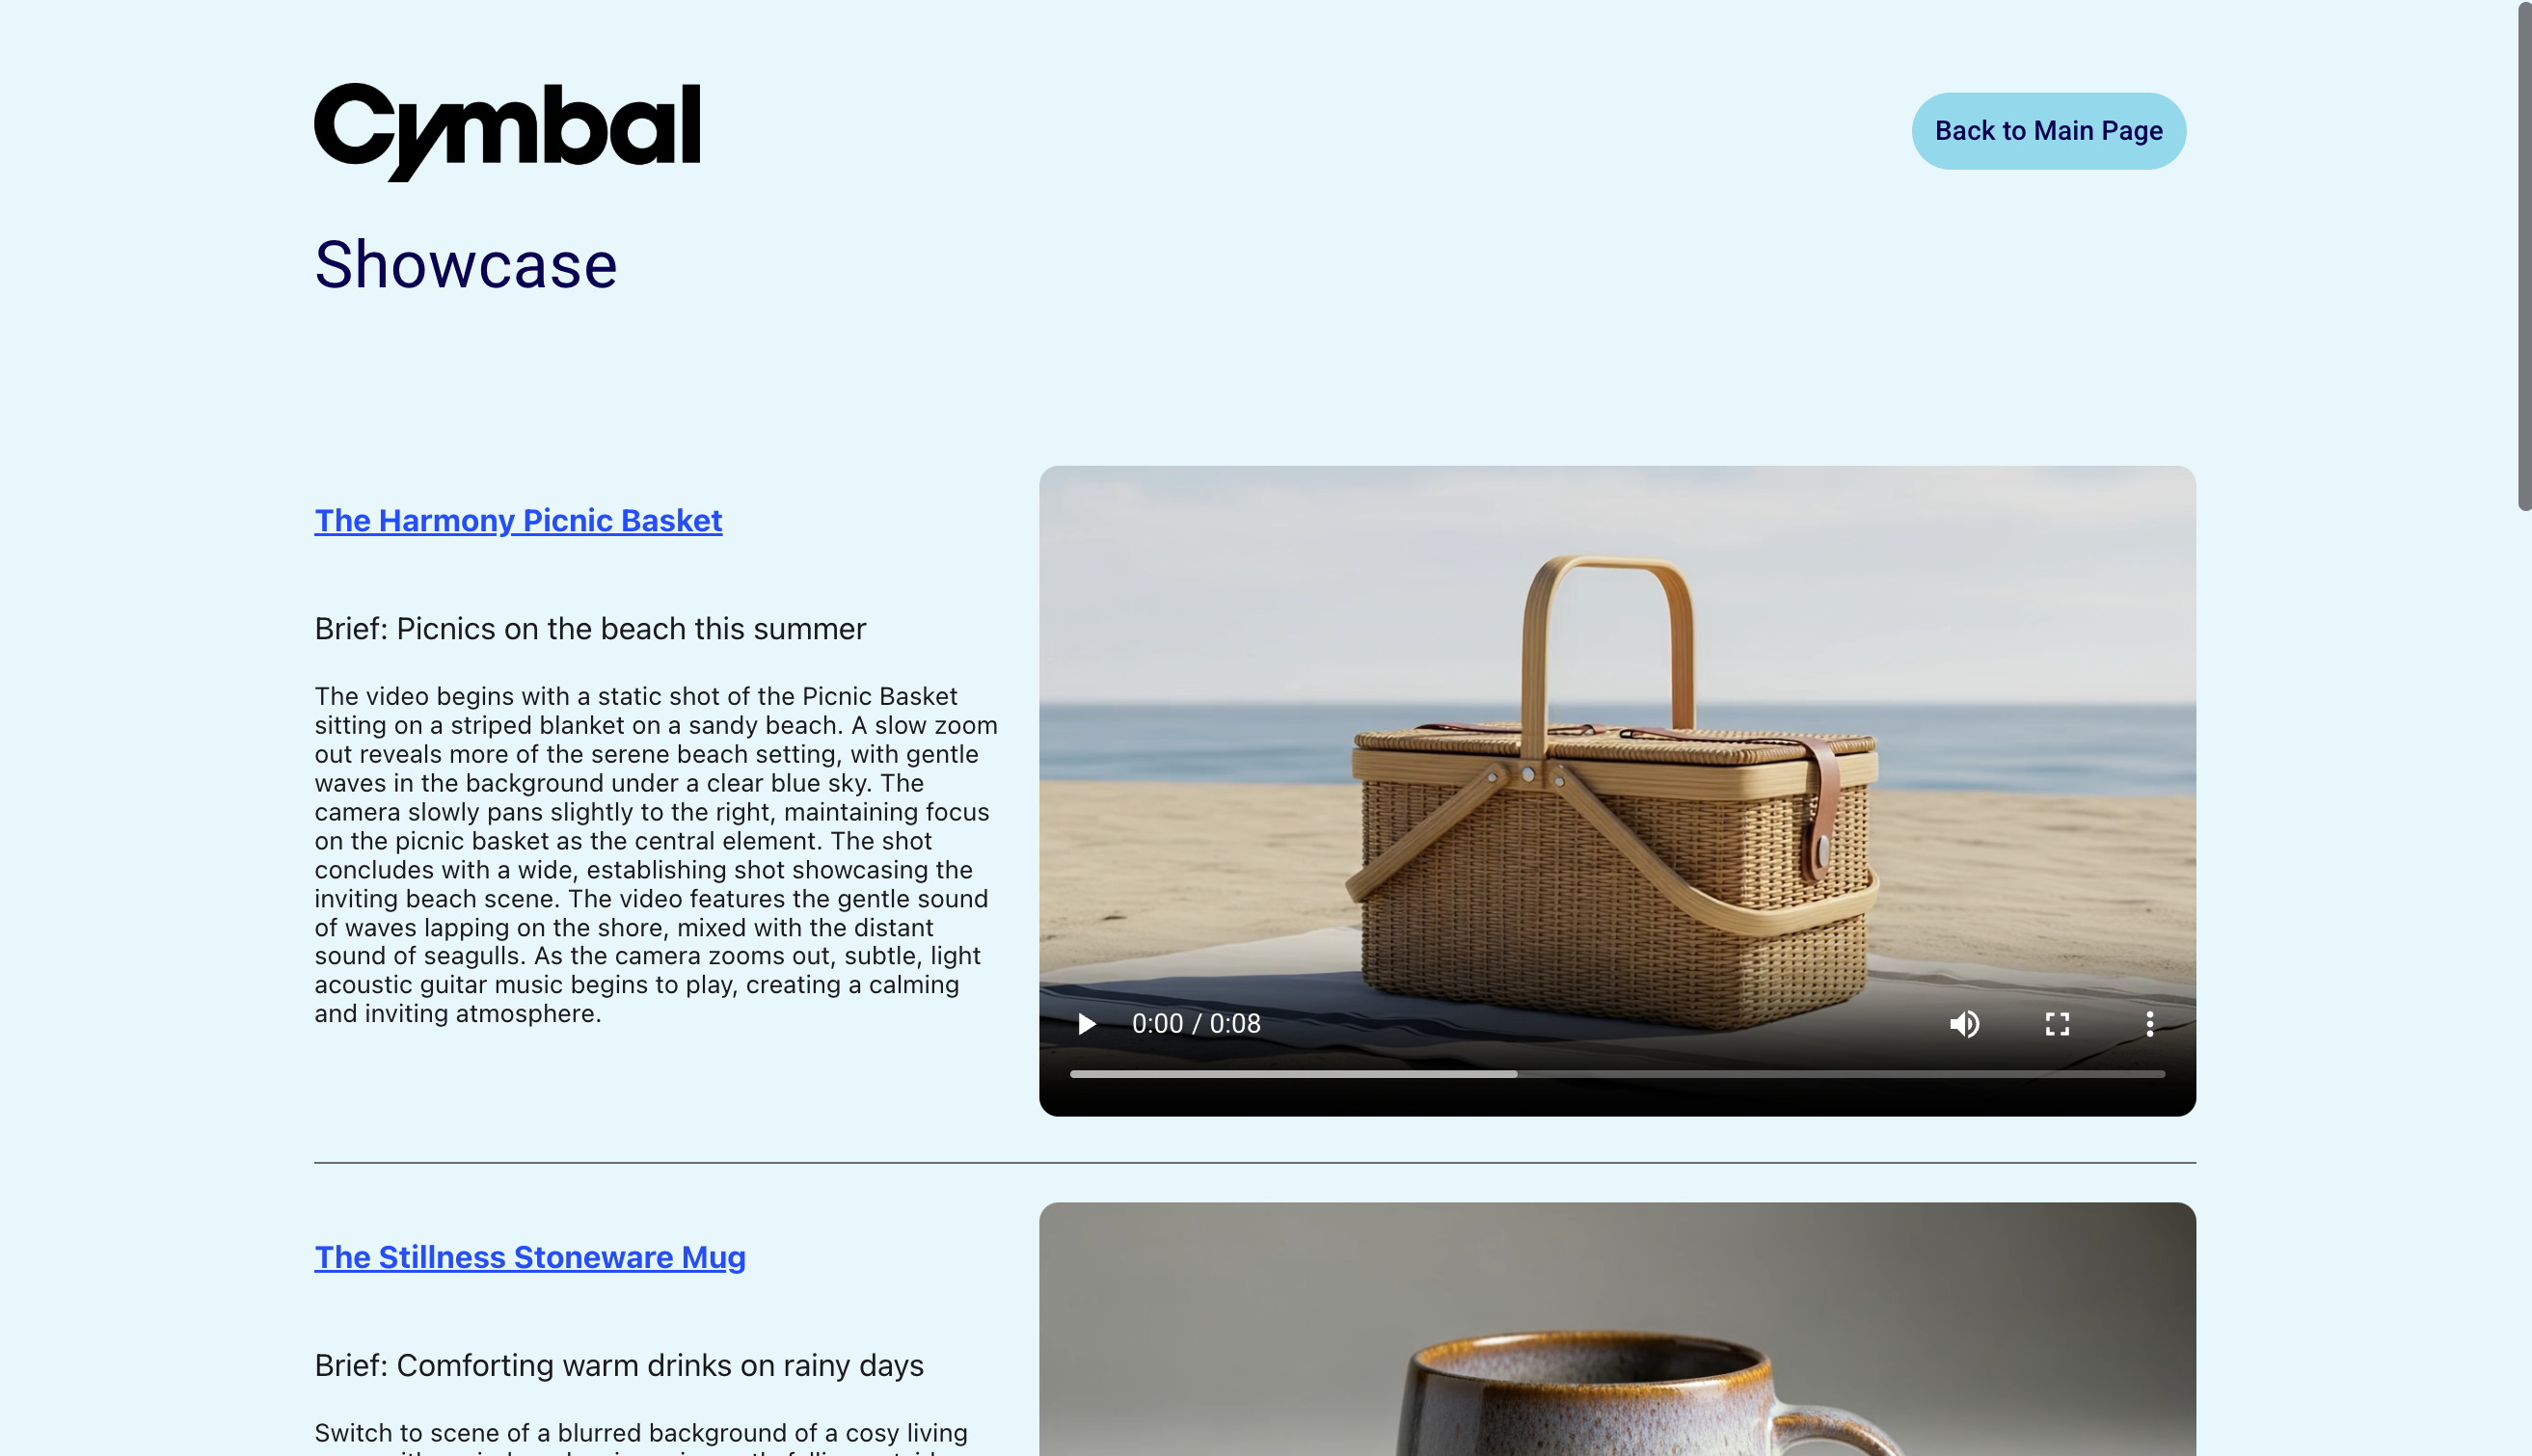 Cymbal
Back to Main Page
Showcase
The Harmony Picnic Basket
Brief: Picnics on the beach this summer
The video begins with a static shot of the Picnic Basket
sitting on a striped blanket on a sandy beach. A slow zoom
out reveals more of the serene beach setting, with gentle
waves in the background under a clear blue sky. The
camera slowly pans slightly to the right, maintaining focus
on the picnic basket as the central element. The shot
concludes with a wide, establishing shot showcasing the
inviting beach scene. The video features the gentle sound
of waves lapping on the shore, mixed with the distant
sound of seagulls. As the camera zooms out, subtle, light
acoustic guitar music begins to play, creating a calming
and inviting atmosphere.
0:00 / 0:08
The Stillness Stoneware Mug
Brief: Comforting warm drinks on rainy days
Switch to scene of a blurred background of a cosy living